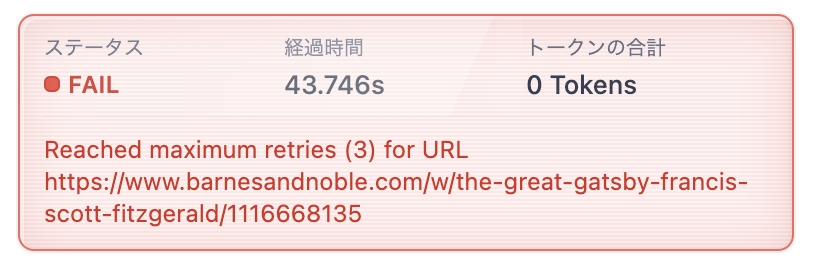 ステータス 経過時間 トークンの合計
FAIL 43.746s 0 Tokens
Reached maximum retries (3) for URL
https://www.barnesandnoble.com/w/the-great-gatsby-francis-
scott-fitzgerald/1116668135